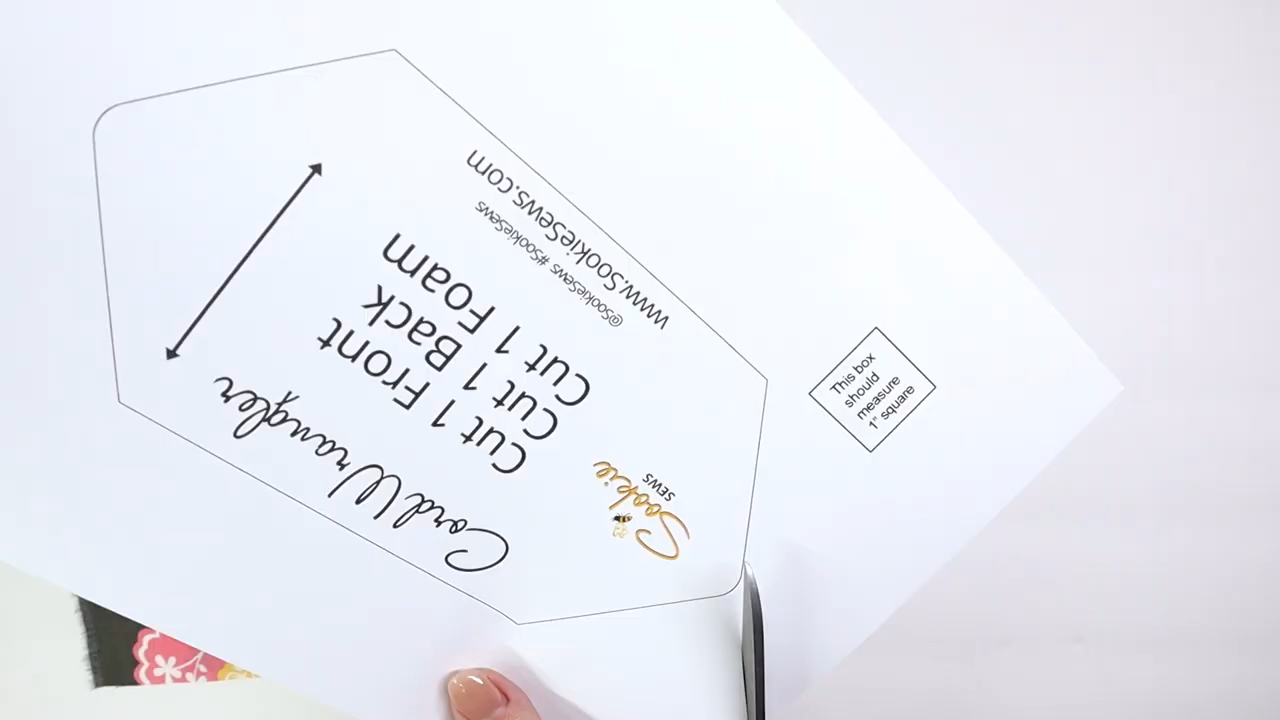 Cord Wrangler
Cut 1 Front
Cut 1 Back
Cut 1 Foam
@SookieSews #SookieSews
www.SookieSews.com
Sookie
SEWS
This box
should
measure
1" square